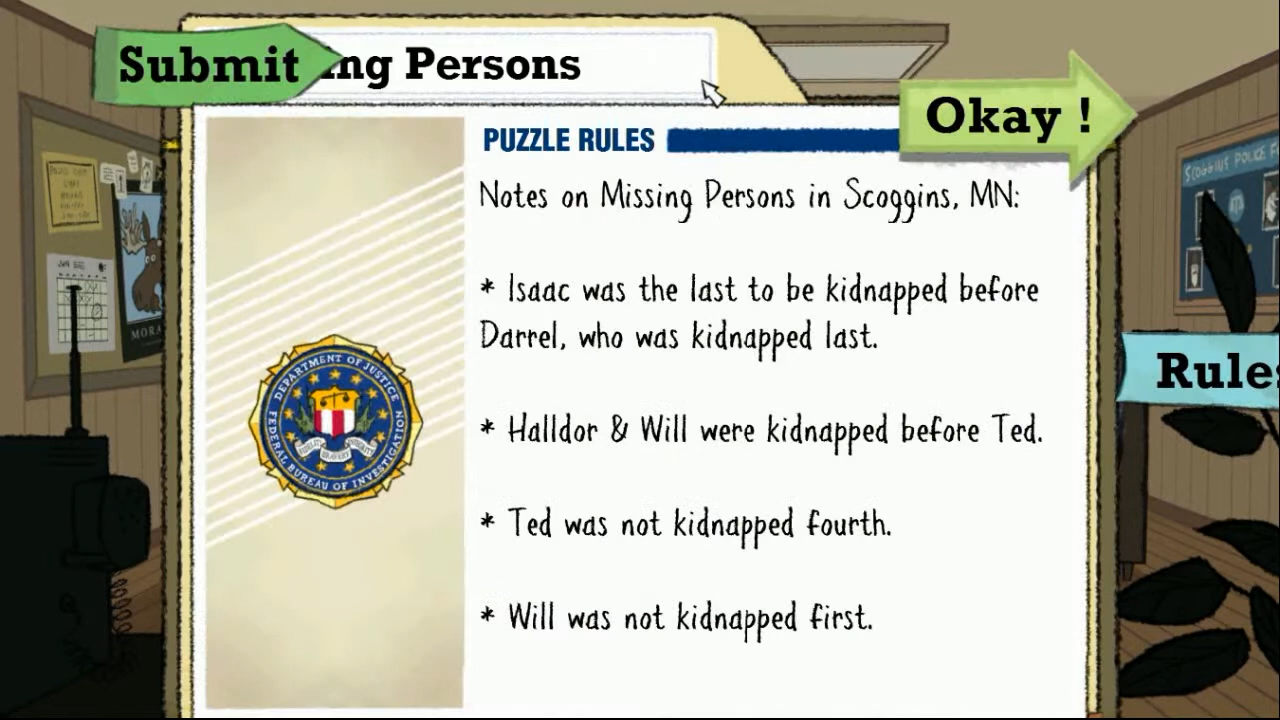 Submit
ng Persons
Okay !
PUZZLE RULES
Notes on Missing Persons in Scoggins, MN:
* Isaac was the last to be kidnapped before
Darrel, who was kidnapped last.
* Halldor & Will were kidnapped before Ted.
* Ted was not kidnapped fourth.
* Will was not kidnapped first.
Rules
SCOGGINS POLICE
MORA
DEPARTMENT OF JUSTICE
FEDERAL BUREAU OF INVESTIGATION